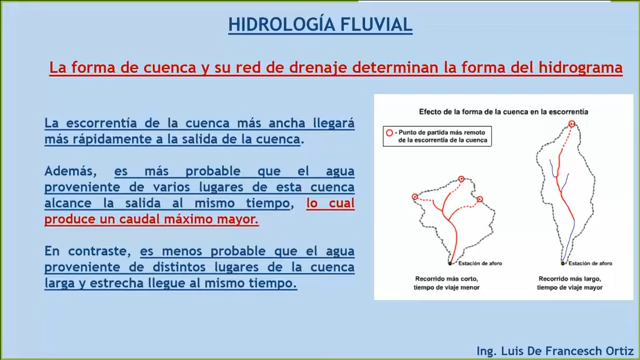 HIDROLOGÍA FLUVIAL
La forma de cuenca y su red de drenaje determinan la forma del hidrograma
La escorrentía de la cuenca más ancha llegará
más rápidamente a la salida de la cuenca.
Además, es más probable que el agua
proveniente de varios lugares de esta cuenca
alcance la salida al mismo tiempo, lo cual
produce un caudal máximo mayor.
En contraste, es menos probable que el agua
proveniente de distintos lugares de la cuenca
larga y estrecha llegue al mismo tiempo.
Efecto de la forma de la cuenca en la escorrentía
- Punto de partida más remoto
de la escorrentía de la cuenca
Estación de aforo
Recorrido más corto,
tiempo de viaje menor
Estación de aforo
Recorrido más largo,
tiempo de viaje mayor
Ing. Luis De Francesch Ortiz